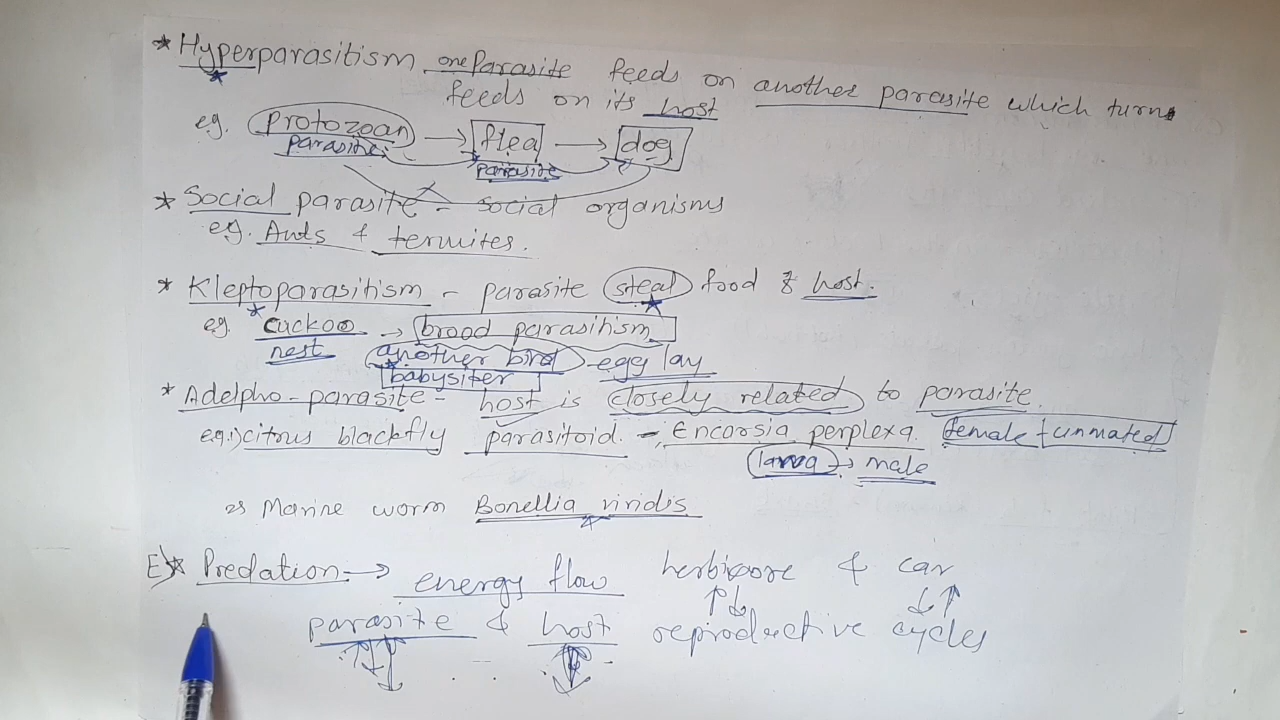 * Hyperparasitism one Parasite feeds on another parasite which turns
feeds on its host
eg. Protozoan → flea → dog
parasite parasite
* Social parasite - social organisms
eg. Ants & termites.
* Kleptoparasitism - parasite steal food & host.
eg. cuckoo → brood parasitism
nest another bird - egg lay
babysiter
* Adelpho-parasite - host is closely related to parasite.
eg. 1) citrus blackfly parasitoid. - Encorsia perplexa. female + unmated
larva → male
2) Marine worm Bonellia viridis
E) * Predation → energy flow herbivore & car
parasite & host reproductive cycles